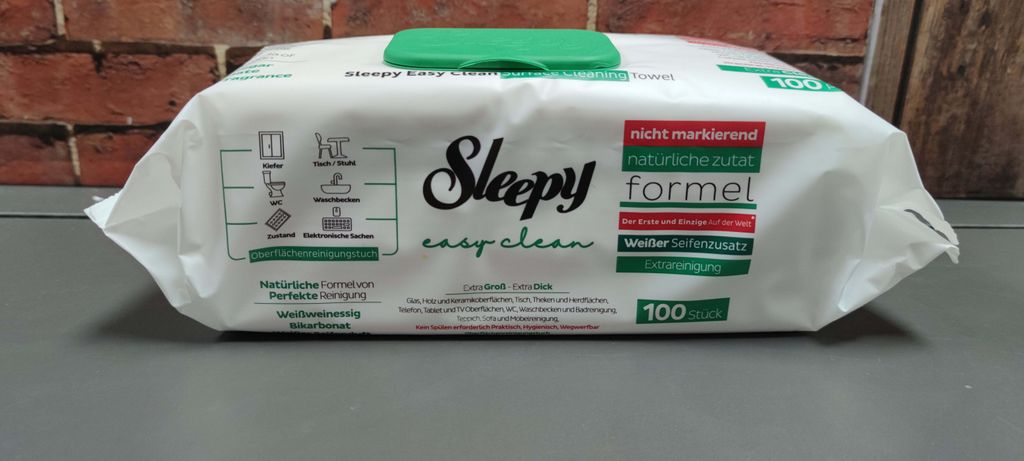 Sleepy Easy Clean Surface Cleaning Towel
100
Kiefer
Tisch / Stuhl
WC
Waschbecken
Zustand
Elektronische Sachen
Oberflächenreinigungstuch
Natürliche Formel von
Perfekte Reinigung
Weißweinessig
Bikarbonat
Sleepy
easy clean
Extra Groß - Extra Dick
Glas, Holz und Keramikoberflächen, Tisch, Theken und Herdflächen,
Telefon, Tablet und TV Oberflächen, WC, Waschbecken und Badreinigung,
Teppich, Sofa und Möbelreinigung,
Kein Spülen erforderlich Praktisch, Hygienisch, Wegwerfbar
Oberflächenreinigungstuch
nicht markierend
natürliche zutat
formel
Der Erste und Einzige Auf der Welt*
Weißer Seifenzusatz
Extrareinigung
100 Stück